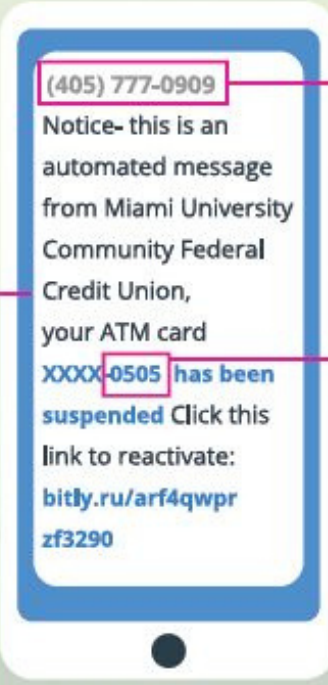 (405) 777-0909
Notice- this is an
automated message
from Miami University
Community Federal
Credit Union,
your ATM card
XXXX-0505 has been
suspended Click this
link to reactivate:
bitly.ru/arf4qwpr
zf3290